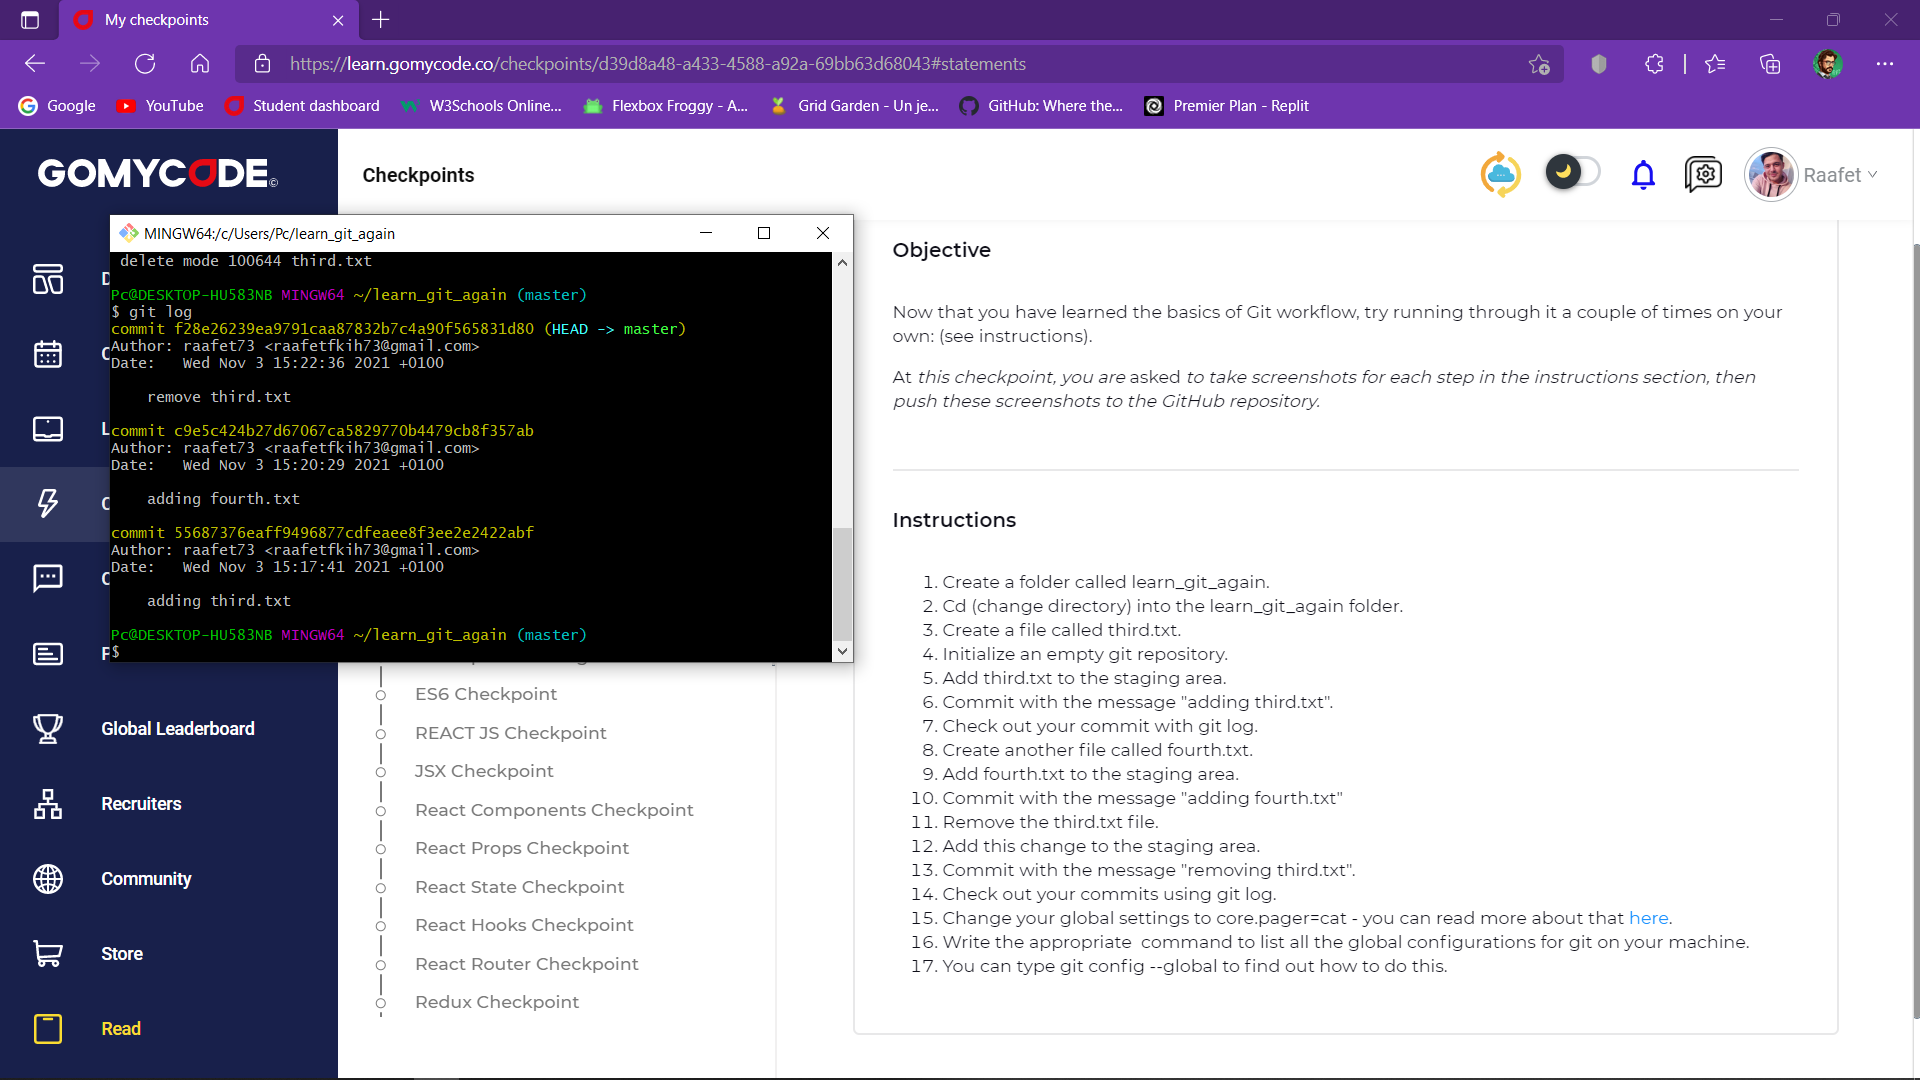 My checkpoints
https://learn.gomycode.co/checkpoints/d39d8a48-a433-4588-a92a-69bb63d68043#statements
Google
YouTube
Student dashboard
W3Schools Online...
Flexbox Froggy - A...
Grid Garden - Un je...
GitHub: Where the...
Premier Plan - Replit
GOMYCODE©
Checkpoints
Raafet
MINGW64:/c/Users/Pc/learn_git_again
delete mode 100644 third.txt
Pc@DESKTOP-HU583NB MINGW64 ~/learn_git_again (master)
$ git log
commit f28e26239ea9791caa87832b7c4a90f565831d80 (HEAD -> master)
Author: raafet73 <raafetfkih73@gmail.com>
Date:   Wed Nov 3 15:22:36 2021 +0100
remove third.txt
commit c9e5c424b27d67067ca5829770b4479cb8f357ab
Author: raafet73 <raafetfkih73@gmail.com>
Date:   Wed Nov 3 15:20:29 2021 +0100
adding fourth.txt
commit 55687376eaff9496877cdfeaee8f3ee2e2422abf
Author: raafet73 <raafetfkih73@gmail.com>
Date:   Wed Nov 3 15:17:41 2021 +0100
adding third.txt
Pc@DESKTOP-HU583NB MINGW64 ~/learn_git_again (master)
$
Global Leaderboard
Recruiters
Community
Store
Read
ES6 Checkpoint
REACT JS Checkpoint
JSX Checkpoint
React Components Checkpoint
React Props Checkpoint
React State Checkpoint
React Hooks Checkpoint
React Router Checkpoint
Redux Checkpoint
Objective
Now that you have learned the basics of Git workflow, try running through it a couple of times on your
own: (see instructions).
At this checkpoint, you are asked to take screenshots for each step in the instructions section, then
push these screenshots to the GitHub repository.
Instructions
1. Create a folder called learn_git_again.
2. Cd (change directory) into the learn_git_again folder.
3. Create a file called third.txt.
4. Initialize an empty git repository.
5. Add third.txt to the staging area.
6. Commit with the message "adding third.txt".
7. Check out your commit with git log.
8. Create another file called fourth.txt.
9. Add fourth.txt to the staging area.
10. Commit with the message "adding fourth.txt"
11. Remove the third.txt file.
12. Add this change to the staging area.
13. Commit with the message "removing third.txt".
14. Check out your commits using git log.
15. Change your global settings to core.pager=cat - you can read more about that here.
16. Write the appropriate  command to list all the global configurations for git on your machine.
17. You can type git config --global to find out how to do this.